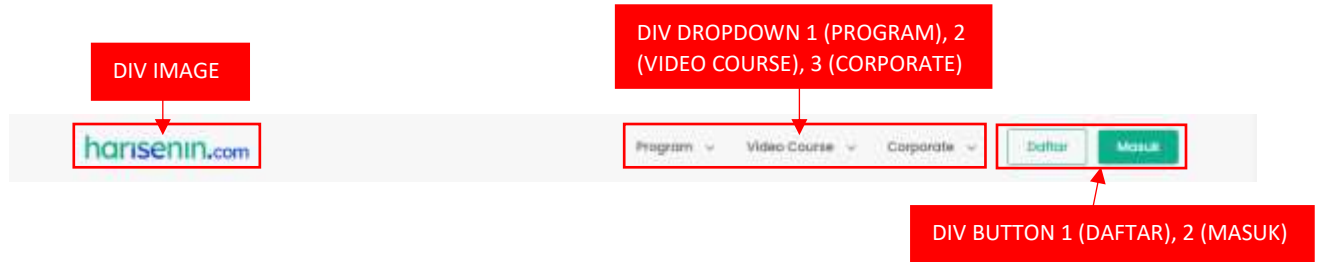 DIV DROPDOWN 1 (PROGRAM), 2
(VIDEO COURSE), 3 (CORPORATE)
DIV IMAGE
harisenin.com
Program
Video Course
Corporate
Daftar
Masuk
DIV BUTTON 1 (DAFTAR), 2 (MASUK)